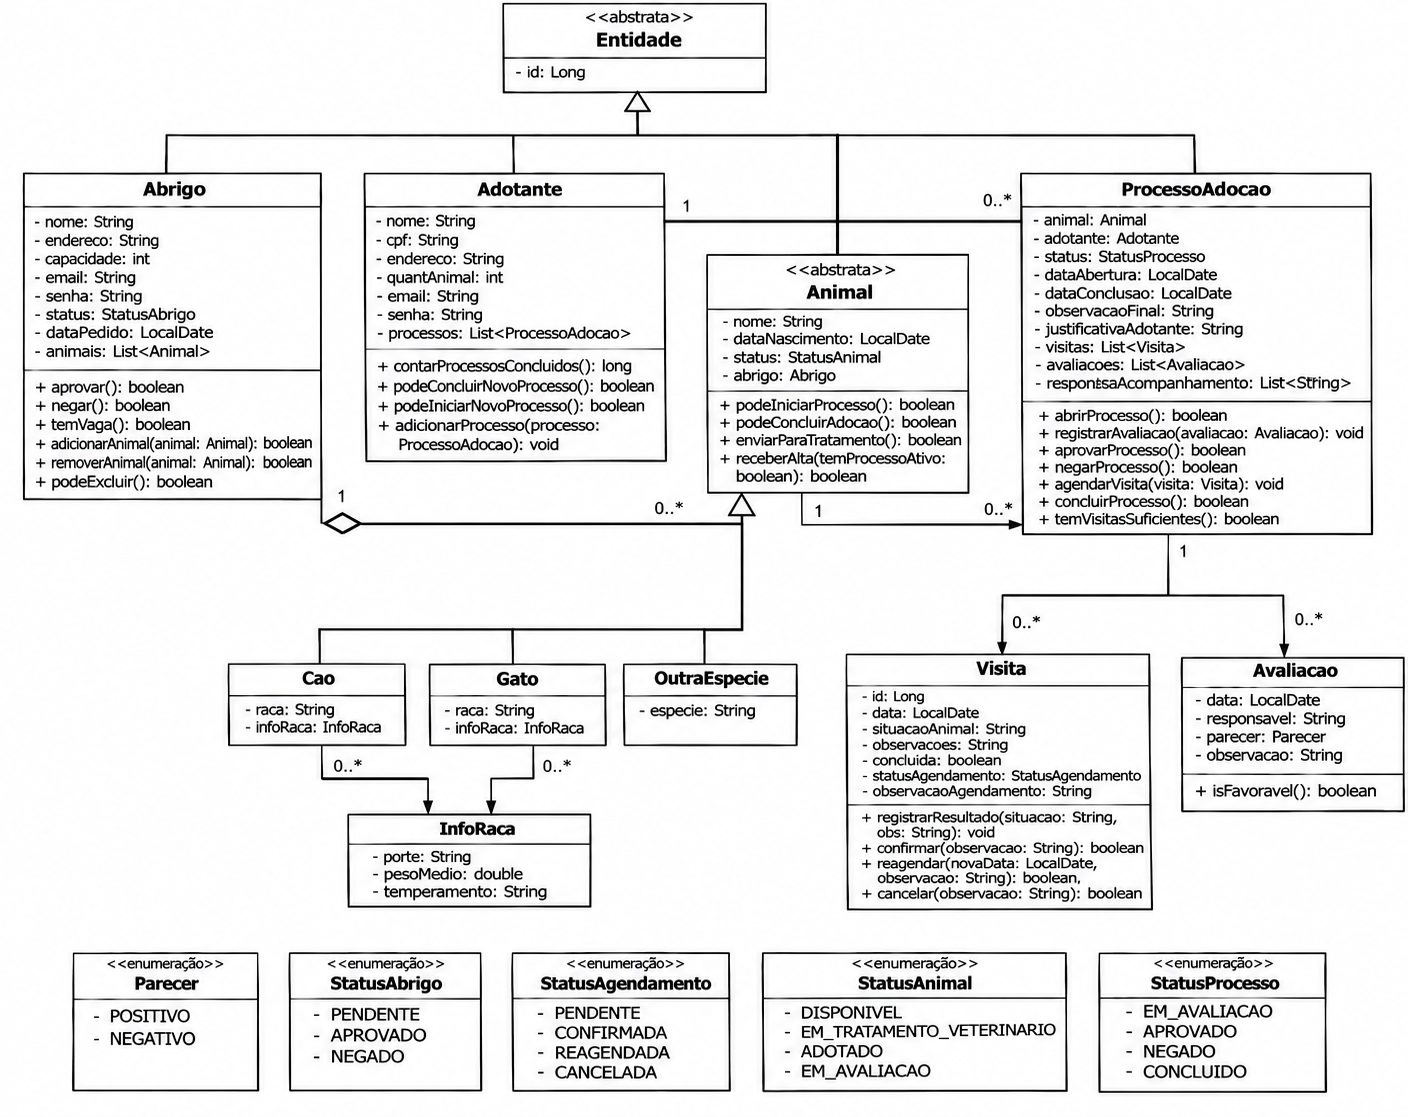 <<abstrata>>
Entidade
- id: Long
Abrigo
- nome: String
- endereco: String
- capacidade: int
- email: String
- senha: String
- status: StatusAbrigo
- dataPedido: LocalDate
- animais: List<Animal>
+ aprovar(): boolean
+ negar(): boolean
+ temVaga(): boolean
+ adicionarAnimal(animal: Animal): boolean
+ removerAnimal(animal: Animal): boolean
+ podeExcluir(): boolean
Adotante
- nome: String
- cpf: String
- endereco: String
- quantAnimal: int
- email: String
- senha: String
- processos: List<ProcessoAdocao>
+ contarProcessosConcluidos(): long
+ podeConcluirNovoProcesso(): boolean
+ podeIniciarNovoProcesso(): boolean
+ adicionarProcesso(processo:
ProcessoAdocao): void
1
0..*
<<abstrata>>
Animal
- nome: String
- dataNascimento: LocalDate
- status: StatusAnimal
- abrigo: Abrigo
+ podeIniciarProcesso(): boolean
+ podeConcluirAdocao(): boolean
+ enviarParaTratamento(): boolean
+ receberAlta(temProcessoAtivo:
boolean): boolean
ProcessoAdocao
- animal: Animal
- adotante: Adotante
- status: StatusProcesso
- dataAbertura: LocalDate
- dataConclusao: LocalDate
- observacaoFinal: String
- justificativaAdotante: String
- visitas: List<Visita>
- avaliacoes: List<Avaliacao>
- Acompanhamento: List<String>
+ abrirProcesso(): boolean
+ registrarAvaliacao(avaliacao: Avaliacao): void
+ aprovarProcesso(): boolean
+ negarProcesso(): boolean
+ agendarVisita(visita: Visita): void
+ concluirProcesso(): boolean
+ temVisitasSuficientes(): boolean
1
0..*
1
0..*
1
0..*
0..*
Cao
- raca: String
- infoRaca: InfoRaca
Gato
- raca: String
- infoRaca: InfoRaca
OutraEspecie
- especie: String
0..*
0..*
InfoRaca
- porte: String
- pesoMedio: double
- temperamento: String
Visita
- id: Long
- data: LocalDate
- situacaoAnimal: String
- observacoes: String
- concluida: boolean
- statusAgendamento: StatusAgendamento
- observacaoAgendamento: String
+ registrarResultado(situacao: String,
obs: String): void
+ confirmar(observacao: String): boolean
+ reagendar(novaData: LocalDate,
observacao: String): boolean,
+ cancelar(observacao: String): boolean
Avaliacao
- data: LocalDate
- responsavel: String
- parecer: Parecer
- observacao: String
+ isFavoravel(): boolean
<<enumeração>>
Parecer
- POSITIVO
- NEGATIVO
<<enumeração>>
StatusAbrigo
- PENDENTE
- APROVADO
- NEGADO
<<enumeração>>
StatusAgendamento
- PENDENTE
- CONFIRMADA
- REAGENDADA
- CANCELADA
<<enumeração>>
StatusAnimal
- DISPONIVEL
- EM_TRATAMENTO_VETERINARIO
- ADOTADO
- EM_AVALIACAO
<<enumeração>>
StatusProcesso
- EM_AVALIACAO
- APROVADO
- NEGADO
- CONCLUIDO